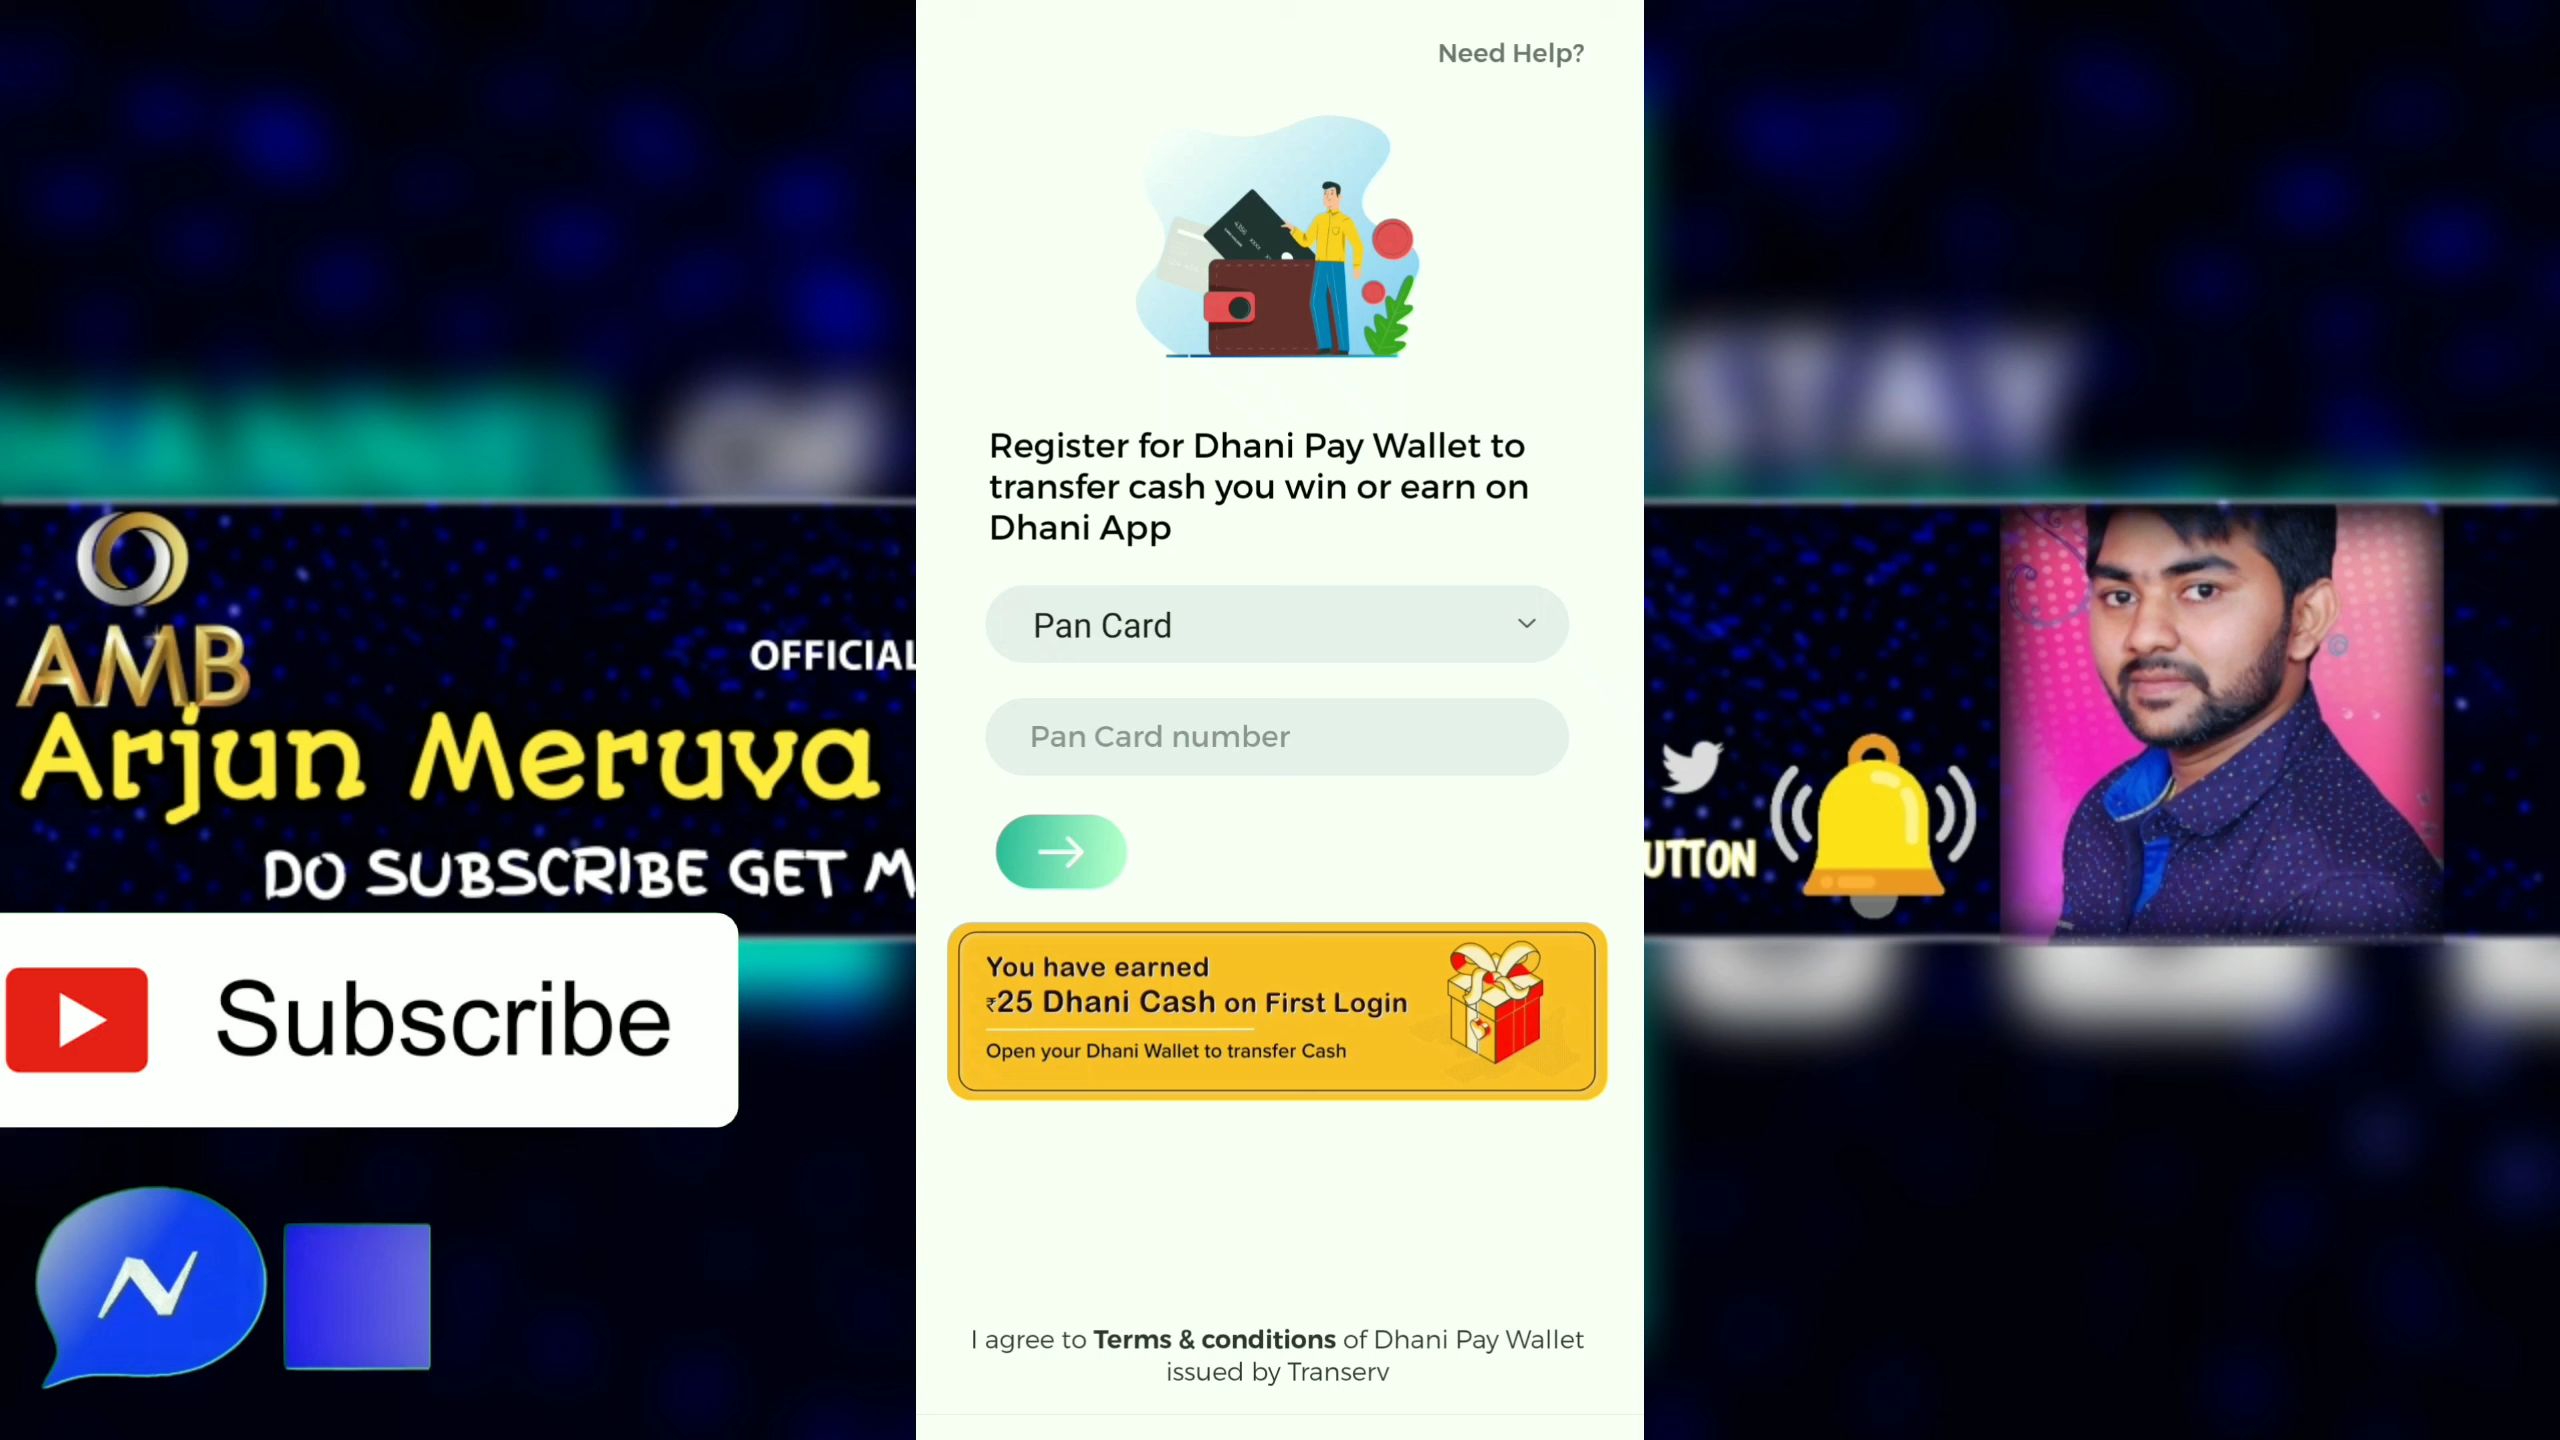 Need Help?
Register for Dhani Pay Wallet to
transfer cash you win or earn on
Dhani App
Pan Card
Pan Card number
You have earned
₹25 Dhani Cash on First Login
Open your Dhani Wallet to transfer Cash
I agree to Terms & conditions of Dhani Pay Wallet
issued by Transerv
AMB
OFFICIAL
Arjun Meruva
DO SUBSCRIBE GET M
UTTON
Subscribe